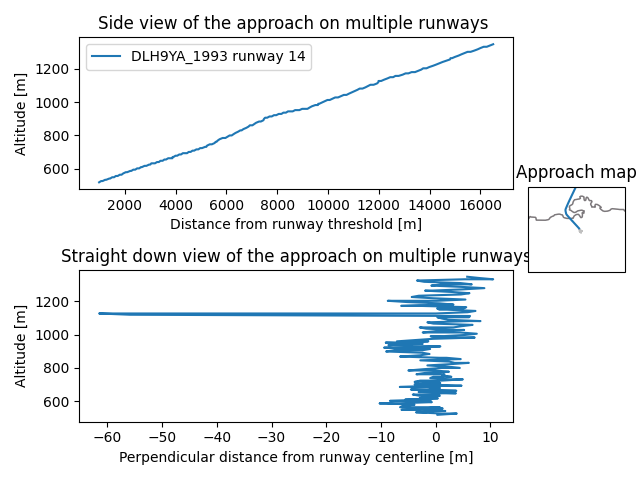 Side view of the approach on multiple runways
DLH9YA_1993 runway 14
Altitude [m]
1200
1000
800
600
2000 4000 6000 8000 10000 12000 14000 16000
Distance from runway threshold [m]
Approach map
Straight down view of the approach on multiple runways
Altitude [m]
1200
1000
800
600
−60 −50 −40 −30 −20 −10 0 10
Perpendicular distance from runway centerline [m]